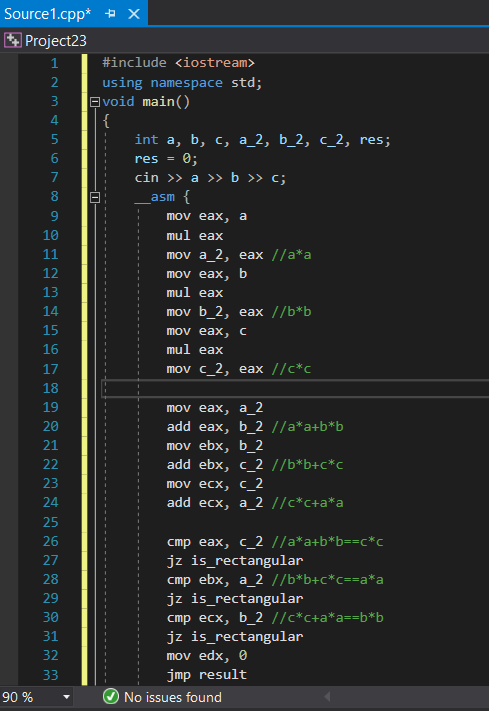 Source1.cpp*
Project23
1 #include <iostream>
2 using namespace std;
3 void main()
4 {
5 int a, b, c, a_2, b_2, c_2, res;
6 res = 0;
7 cin >> a >> b >> c;
8 __asm {
9 mov eax, a
10 mul eax
11 mov a_2, eax //a*a
12 mov eax, b
13 mul eax
14 mov b_2, eax //b*b
15 mov eax, c
16 mul eax
17 mov c_2, eax //c*c
18
19 mov eax, a_2
20 add eax, b_2 //a*a+b*b
21 mov ebx, b_2
22 add ebx, c_2 //b*b+c*c
23 mov ecx, c_2
24 add ecx, a_2 //c*c+a*a
25
26 cmp eax, c_2 //a*a+b*b==c*c
27 jz is_rectangular
28 cmp ebx, a_2 //b*b+c*c==a*a
29 jz is_rectangular
30 cmp ecx, b_2 //c*c+a*a==b*b
31 jz is_rectangular
32 mov edx, 0
33 jmp result
90 % No issues found